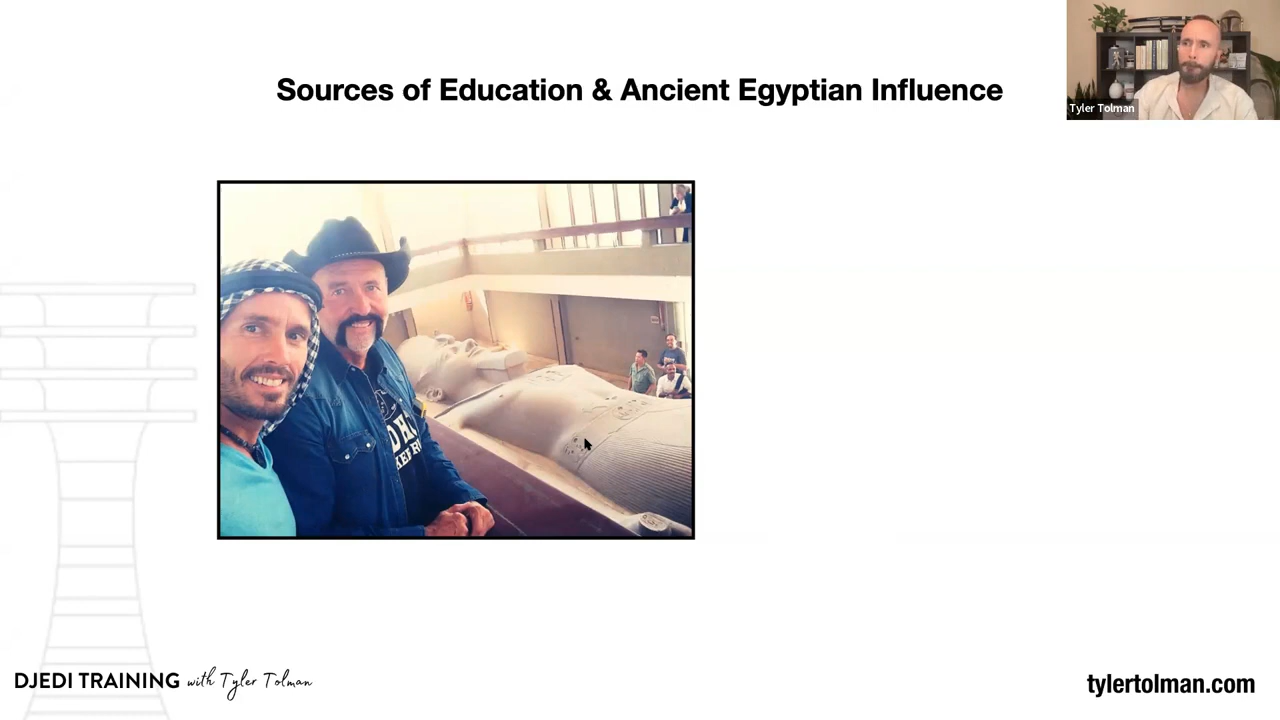 Sources of Education & Ancient Egyptian Influence
Tyler Tolman
DJEDI TRAINING with Tyler Tolman
tylertolman.com